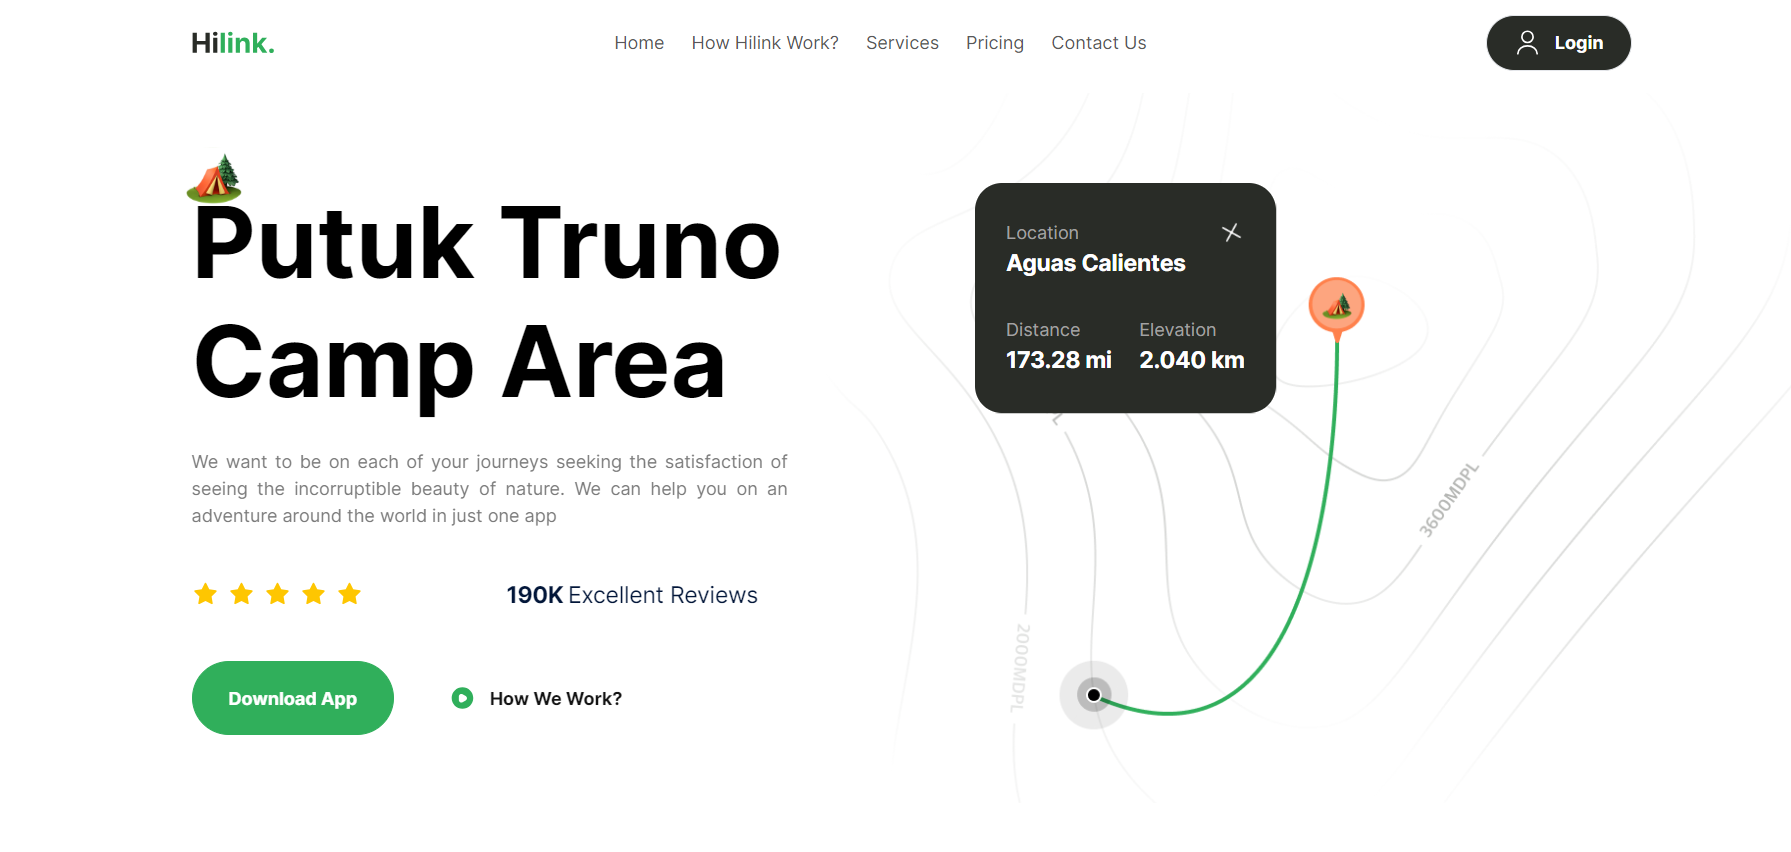 Hilink.
Home
How Hilink Work?
Services
Pricing
Contact Us
Login
Putuk Truno
Camp Area
We want to be on each of your journeys seeking the satisfaction of
seeing the incorruptible beauty of nature. We can help you on an
adventure around the world in just one app
190K Excellent Reviews
Download App
How We Work?
Location
Aguas Calientes
Distance
Elevation
173.28 mi
2.040 km
3600MDPL
2000MDPL